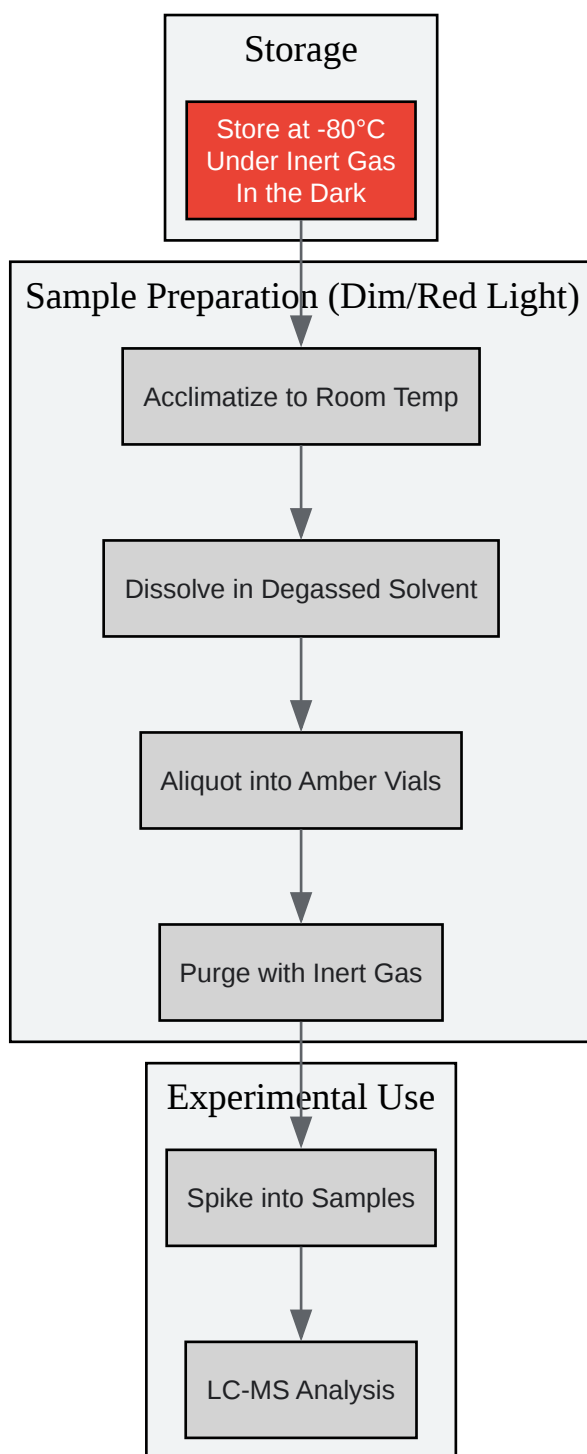 Storage
Store at -80°C
Under Inert Gas
In the Dark
Sample Preparation (Dim/Red Light)
Acclimatize to Room Temp
Dissolve in Degassed Solvent
Aliquot into Amber Vials
Purge with Inert Gas
Experimental Use
Spike into Samples
LC-MS Analysis